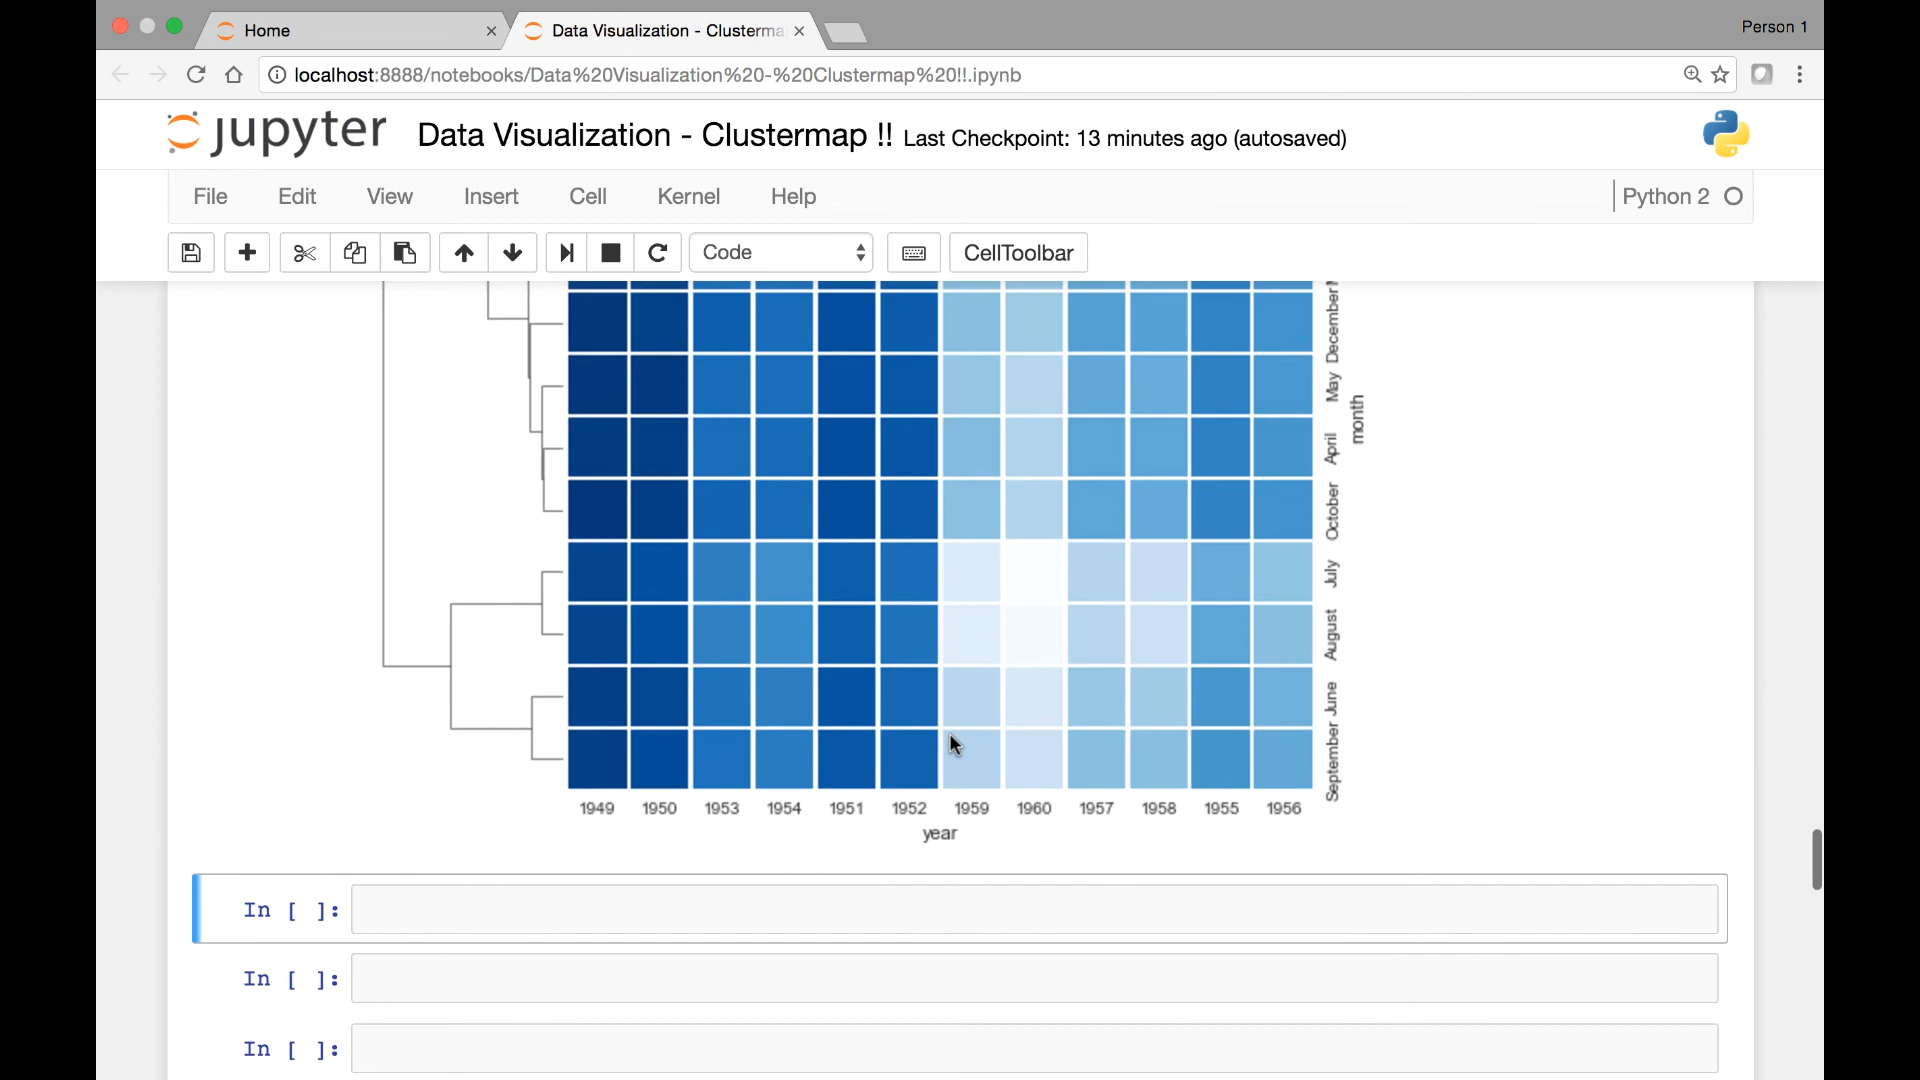 Home
Data Visualization - Clusterma
Person 1
localhost:8888/notebooks/Data%20Visualization%20-%20Clustermap%20!!.ipynb
jupyter
Data Visualization - Clustermap !! Last Checkpoint: 13 minutes ago (autosaved)
File Edit View Insert Cell Kernel Help
Python 2
Code
CellToolbar
December
May
April
October
July
August
June
September
month
1949 1950 1953 1954 1951 1952 1959 1960 1957 1958 1955 1956
year
In [ ]:
In [ ]:
In [ ]: